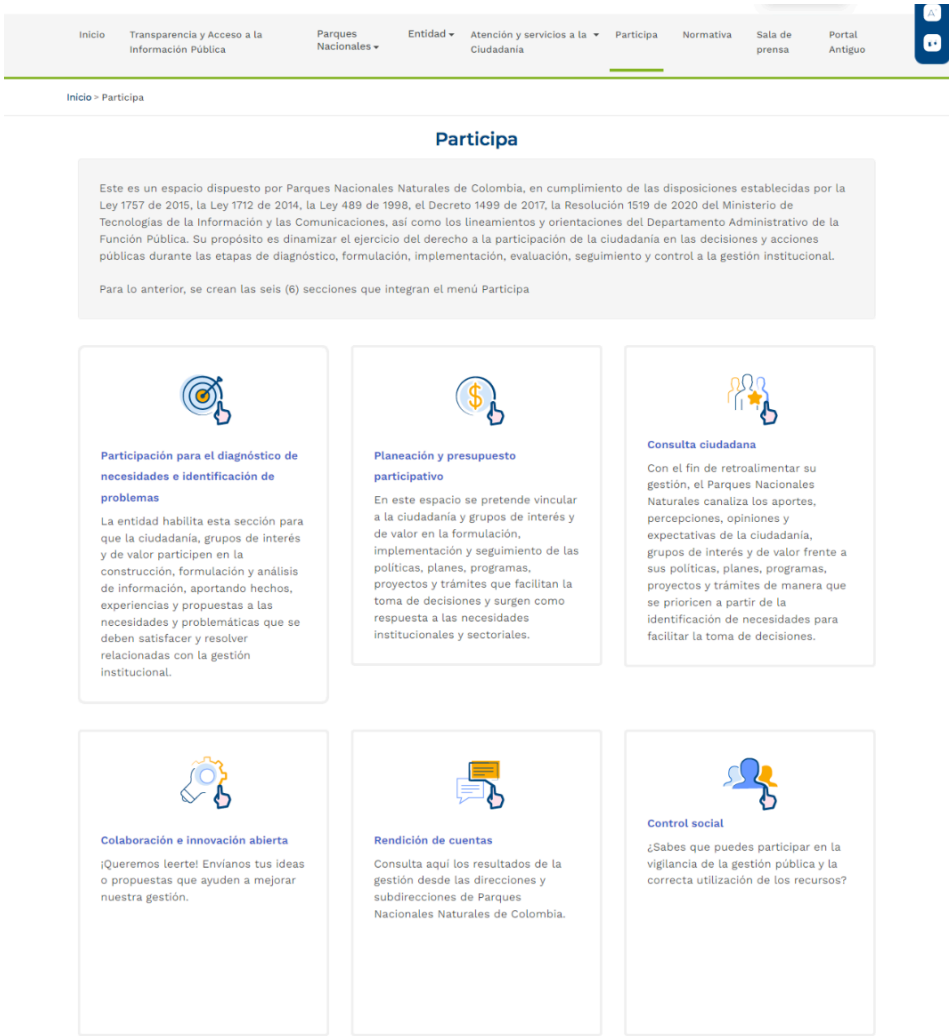 Inicio
Transparencia y Acceso a la
Información Pública
Parques
Nacionales
Entidad
Atención y servicios a la
Ciudadanía
Participa
Normativa
Sala de
prensa
Portal
Antiguo
Inicio > Participa
Participa
Este es un espacio dispuesto por Parques Nacionales Naturales de Colombia, en cumplimiento de las disposiciones establecidas por la
Ley 1757 de 2015, la Ley 1712 de 2014, la Ley 489 de 1998, el Decreto 1499 de 2017, la Resolución 1519 de 2020 del Ministerio de
Tecnologías de la Información y las Comunicaciones, así como los lineamientos y orientaciones del Departamento Administrativo de la
Función Pública. Su propósito es dinamizar el ejercicio del derecho a la participación de la ciudadanía en las decisiones y acciones
públicas durante las etapas de diagnóstico, formulación, implementación, evaluación, seguimiento y control a la gestión institucional.
Para lo anterior, se crean las seis (6) secciones que integran el menú Participa
Participación para el diagnóstico de
necesidades e identificación de
problemas
La entidad habilita esta sección para
que la ciudadanía, grupos de interés
y de valor participen en la
construcción, formulación y análisis
de información, aportando hechos,
experiencias y propuestas a las
necesidades y problemáticas que se
deben satisfacer y resolver
relacionadas con la gestión
institucional.
Planeación y presupuesto
participativo
En este espacio se pretende vincular
a la ciudadanía y grupos de interés y
de valor en la formulación,
implementación y seguimiento de las
políticas, planes, programas,
proyectos y trámites que facilitan la
toma de decisiones y surgen como
respuesta a las necesidades
institucionales y sectoriales.
Consulta ciudadana
Con el fin de retroalimentar su
gestión, el Parques Nacionales
Naturales canaliza los aportes,
percepciones, opiniones y
expectativas de la ciudadanía,
grupos de interés y de valor frente a
sus políticas, planes, programas,
proyectos y trámites de manera que
se prioricen a partir de la
identificación de necesidades para
facilitar la toma de decisiones.
Colaboración e innovación abierta
¡Queremos leerte! Envíanos tus ideas
o propuestas que ayuden a mejorar
nuestra gestión.
Rendición de cuentas
Consulta aquí los resultados de la
gestión desde las direcciones y
subdirecciones de Parques
Nacionales Naturales de Colombia.
Control social
¿Sabes que puedes participar en la
vigilancia de la gestión pública y la
correcta utilización de los recursos?